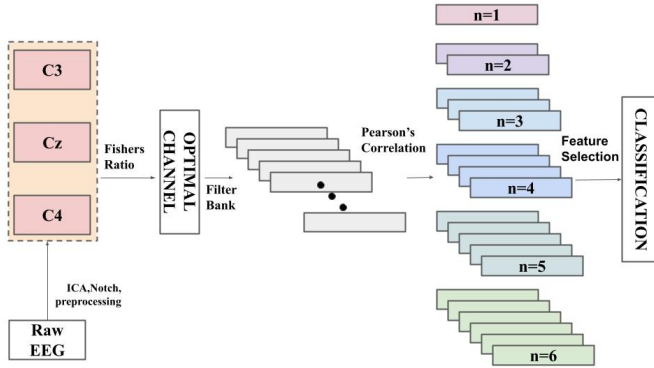 C3
Cz
C4
ICA,Notch,
preprocessing
Raw
EEG
Fishers
Ratio
OPTIMAL
CHANNEL
Filter
Bank
Pearson's
Correlation
n=1
n=2
n=3
n=4
n=5
n=6
Feature
Selection
CLASSIFICATION